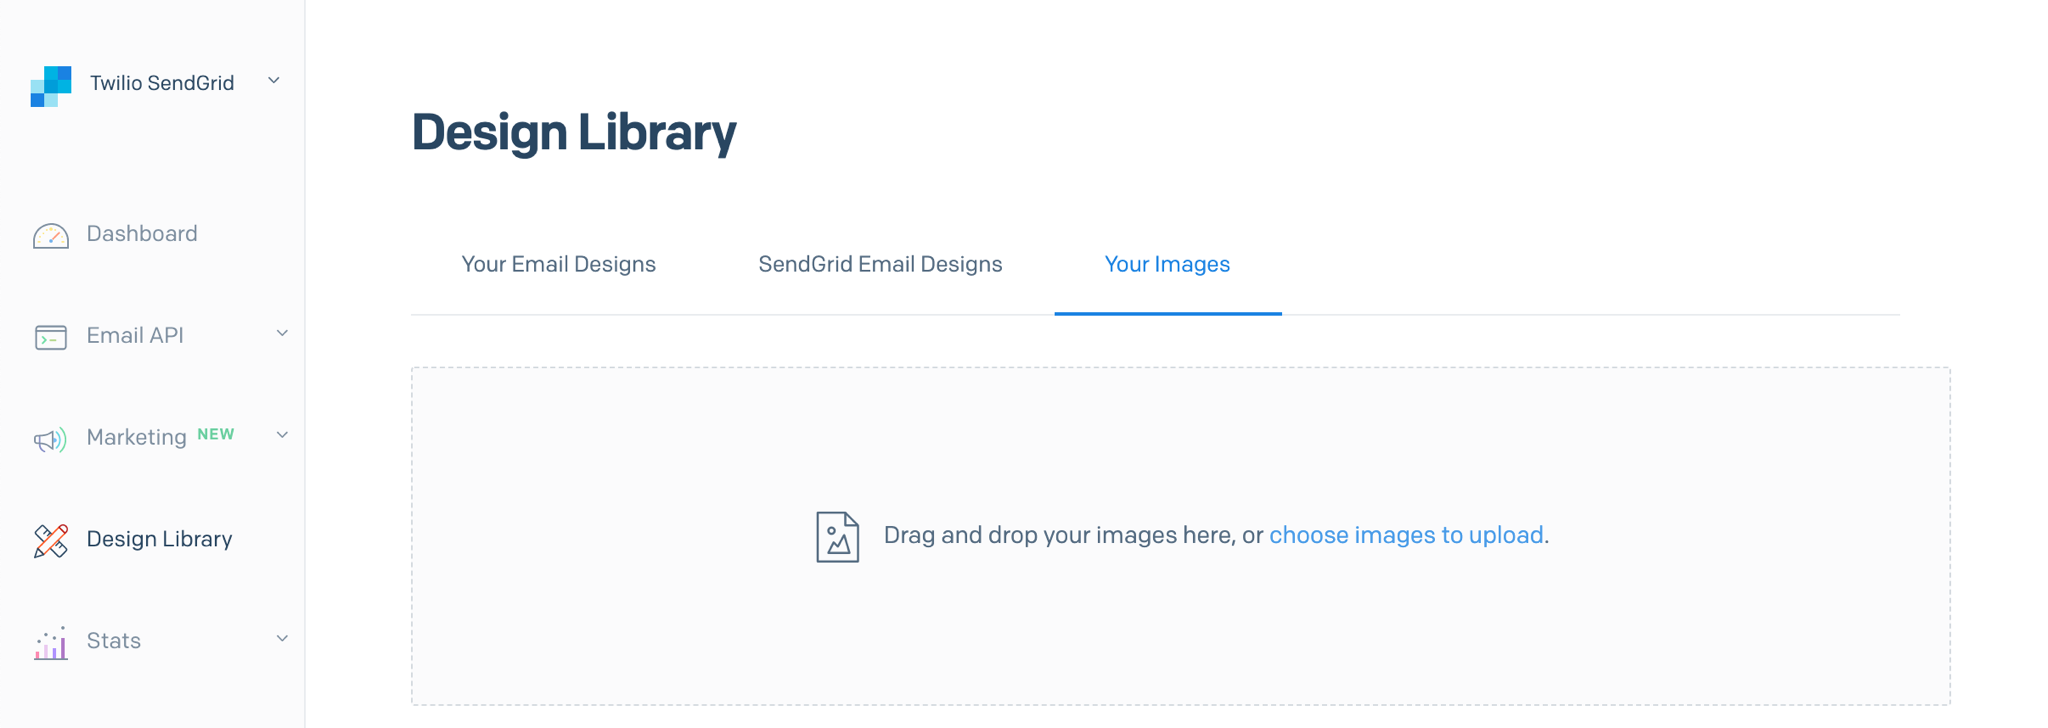 Twilio SendGrid
Dashboard
Email API
Marketing NEW
Design Library
Stats
Design Library
Your Email Designs
SendGrid Email Designs
Your Images
Drag and drop your images here, or choose images to upload.